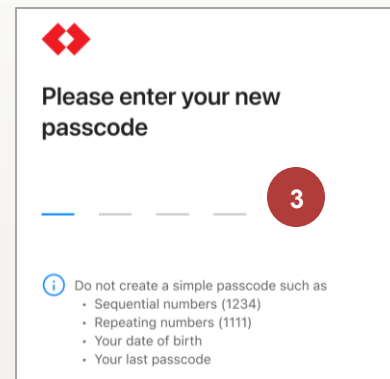 Please enter your new
passcode
3
Do not create a simple passcode such as
• Sequential numbers (1234)
• Repeating numbers (1111)
• Your date of birth
• Your last passcode